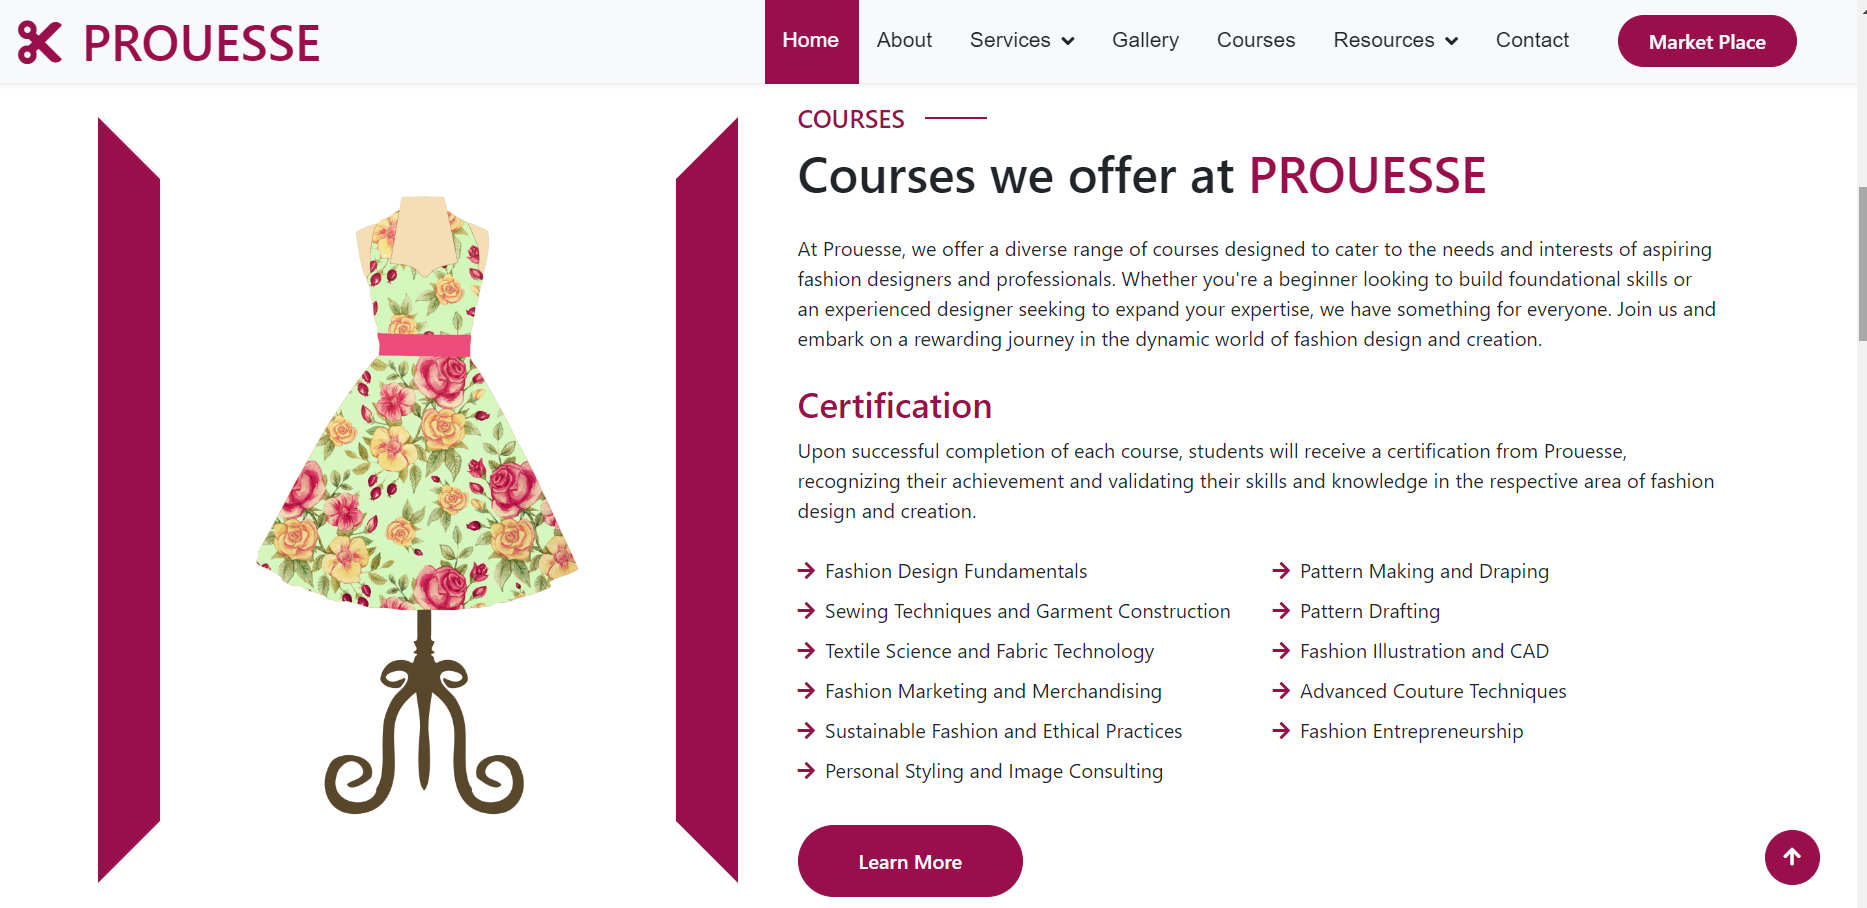 PROUESSE
Home About Services Gallery Courses Resources Contact Market Place
COURSES
Courses we offer at PROUESSE
At Prouesse, we offer a diverse range of courses designed to cater to the needs and interests of aspiring
fashion designers and professionals. Whether you're a beginner looking to build foundational skills or
an experienced designer seeking to expand your expertise, we have something for everyone. Join us and
embark on a rewarding journey in the dynamic world of fashion design and creation.
Certification
Upon successful completion of each course, students will receive a certification from Prouesse,
recognizing their achievement and validating their skills and knowledge in the respective area of fashion
design and creation.
Fashion Design Fundamentals
Sewing Techniques and Garment Construction
Textile Science and Fabric Technology
Fashion Marketing and Merchandising
Sustainable Fashion and Ethical Practices
Personal Styling and Image Consulting
Pattern Making and Draping
Pattern Drafting
Fashion Illustration and CAD
Advanced Couture Techniques
Fashion Entrepreneurship
Learn More